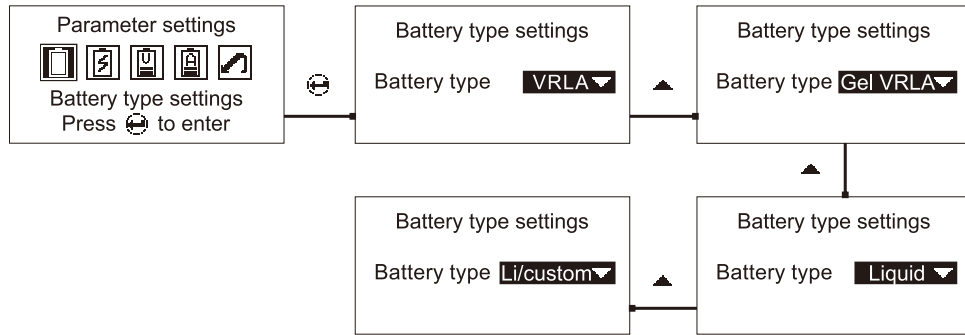 Parameter settings
Battery type settings
Press to enter
Battery type settings
Battery type VRLA
Battery type settings
Battery type Gel VRLA
Battery type settings
Battery type Li/custom
Battery type settings
Battery type Liquid